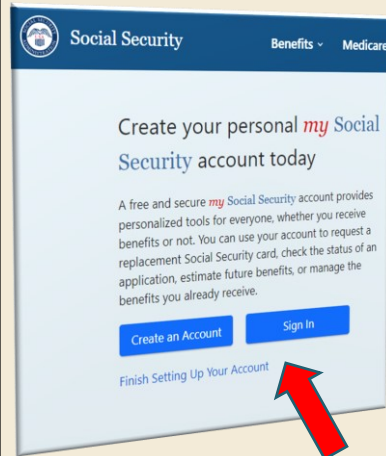 Social Security
Benefits Medicare
Create your personal my Social
Security account today
A free and secure my Social Security account provides
personalized tools for everyone, whether you receive
benefits or not. You can use your account to request a
replacement Social Security card, check the status of an
application, estimate future benefits, or manage the
benefits you already receive.
Create an Account Sign In
Finish Setting Up Your Account